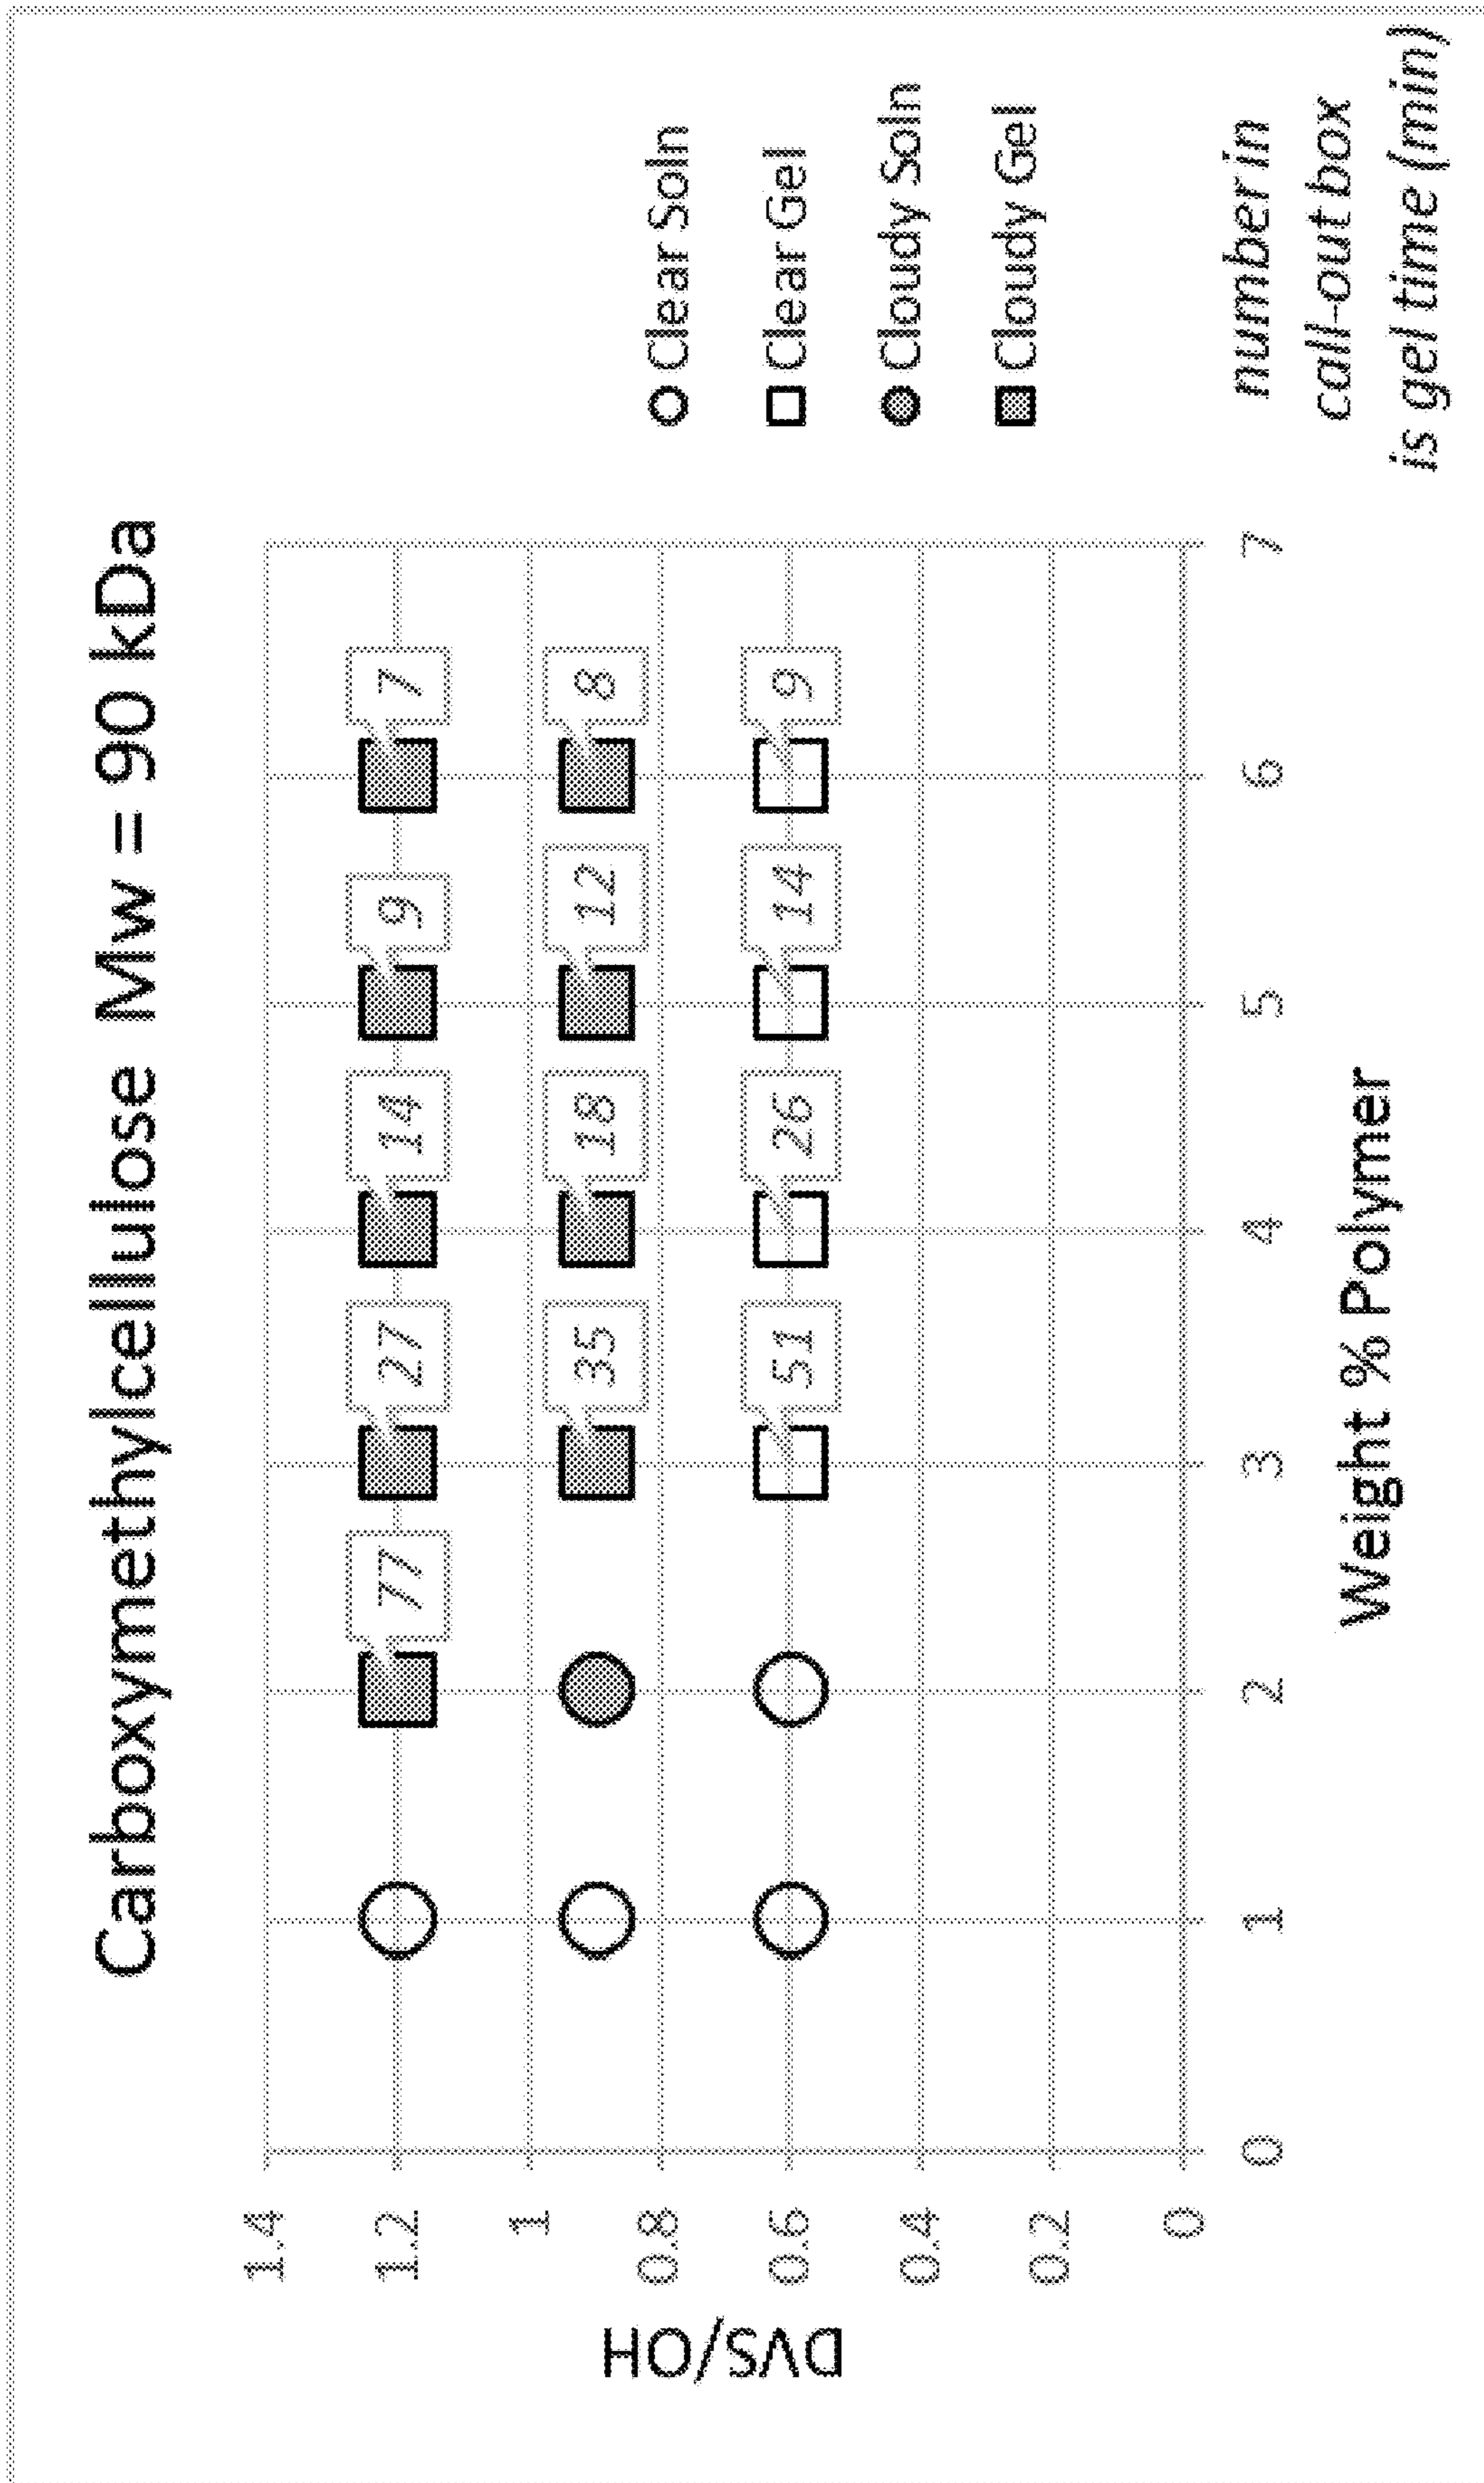 Carboxymethylcellulose Mw = 90 kDa
DVS/OH
1.4
1.2
1
0.8
0.6
0.4
0.2
0
77
27
14
9
7
35
18
12
8
51
26
14
9
0
1
2
3
4
5
6
7
Weight % Polymer
Clear Soln
Clear Gel
Cloudy Soln
Cloudy Gel
number in
call-out box
is gel time (min)